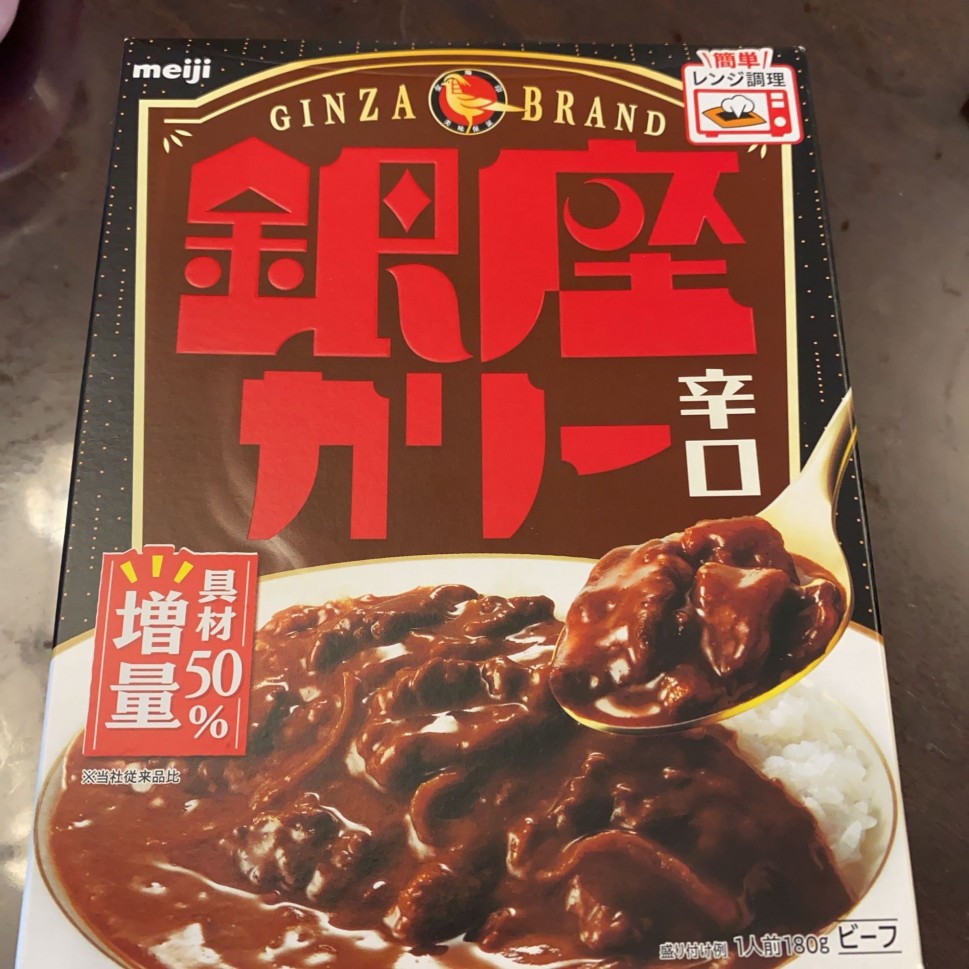 meiji
GINZA BRAND
簡単
レンジ調理
銀座
カリー
辛口
具材50%
増量
※当社従来品比
盛り付け例 1人前180g ビーフ